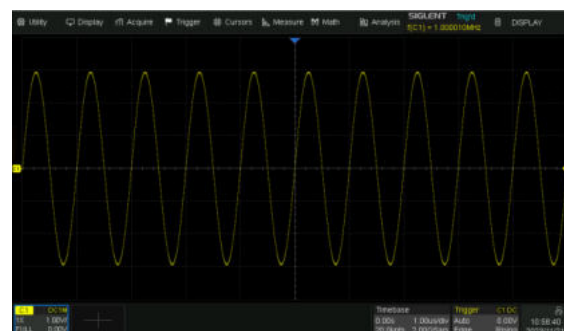 Utility Display Acquire Trigger Cursors Measure Math Analysis SIGLENT Trig'd DISPLAY
f(C1) = 1.000010MHz
C1
C1 DC1M Timebase Trigger C1 DC
1X 1.00V/ 0.00s 1.00us/div Auto 0.00V 10:56:40
FULL 0.00V Edge Rising